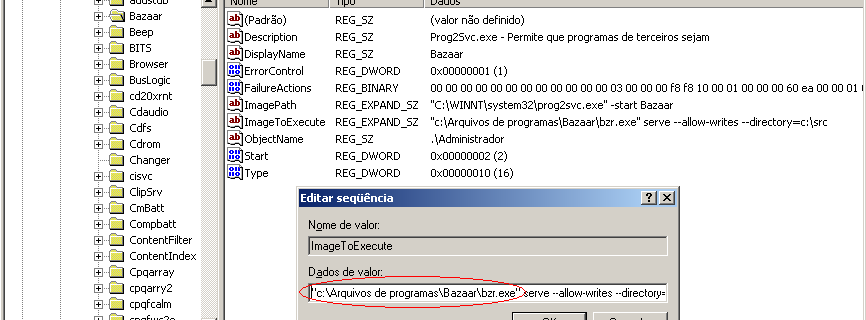 adustub
Bazaar
Beep
BITS
Browser
BusLogic
cd20xrnt
Cdaudio
Cdfs
Cdrom
Changer
cisvc
ClipSrv
CmBatt
Compbatt
ContentFilter
ContentIndex
Cpqarray
cpqarry2
cpqfcalm
cpqfws2e
Nome Tipo Dados
(Padrão) REG_SZ (valor não definido)
Description REG_SZ Prog2Svc.exe - Permite que programas de terceiros sejam
DisplayName REG_SZ Bazaar
ErrorControl REG_DWORD 0x00000001 (1)
FailureActions REG_BINARY 00 00 00 00 00 00 00 00 00 00 00 00 03 00 00 00 f8 f8 10 00 01 00 00 00 60 ea 00 00 01 0
ImagePath REG_EXPAND_SZ "C:\WINNT\system32\prog2svc.exe" -start Bazaar
ImageToExecute REG_EXPAND_SZ "c:\Arquivos de programas\Bazaar\bzr.exe" serve --allow-writes --directory=c:\src
ObjectName REG_SZ .\Administrador
Start REG_DWORD 0x00000002 (2)
Type REG_DWORD 0x00000010 (16)
Editar seqüência
Nome de valor:
ImageToExecute
Dados de valor:
"c:\Arquivos de programas\Bazaar\bzr.exe" serve --allow-writes --directory=